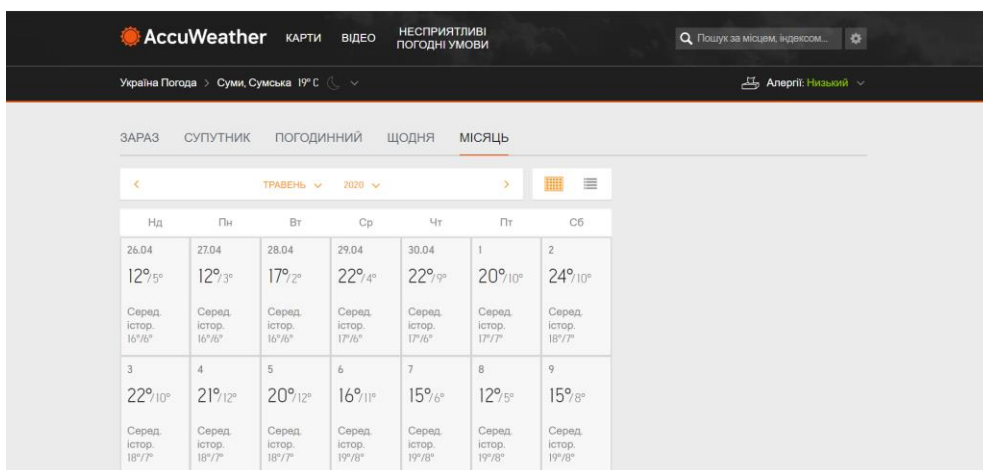 AccuWeather КАРТИ ВІДЕО НЕСПРИЯТЛИВІ ПОГОДНІ УМОВИ Пошук за місцем, індексом...
Україна Погода > Суми, Сумська 19° C Алергії: Низький
ЗАРАЗ СУПУТНИК ПОГОДИННИЙ ЩОДНЯ МІСЯЦЬ
< ТРАВЕНЬ 2020 >
Нд Пн Вт Ср Чт Пт Сб
26.04 27.04 28.04 29.04 30.04 1 2
12°/5° 12°/3° 17°/2° 22°/4° 22°/9° 20°/10° 24°/10°
Серед. Серед. Серед. Серед. Серед. Серед. Серед.
істор. істор. істор. істор. істор. істор. істор.
16°/6° 16°/6° 16°/6° 17°/6° 17°/6° 17°/7° 18°/7°
3 4 5 6 7 8 9
22°/10° 21°/12° 20°/12° 16°/11° 15°/6° 12°/5° 15°/8°
Серед. Серед. Серед. Серед. Серед. Серед. Серед.
істор. істор. істор. істор. істор. істор. істор.
18°/7° 18°/7° 18°/7° 19°/8° 19°/8° 19°/8° 19°/8°